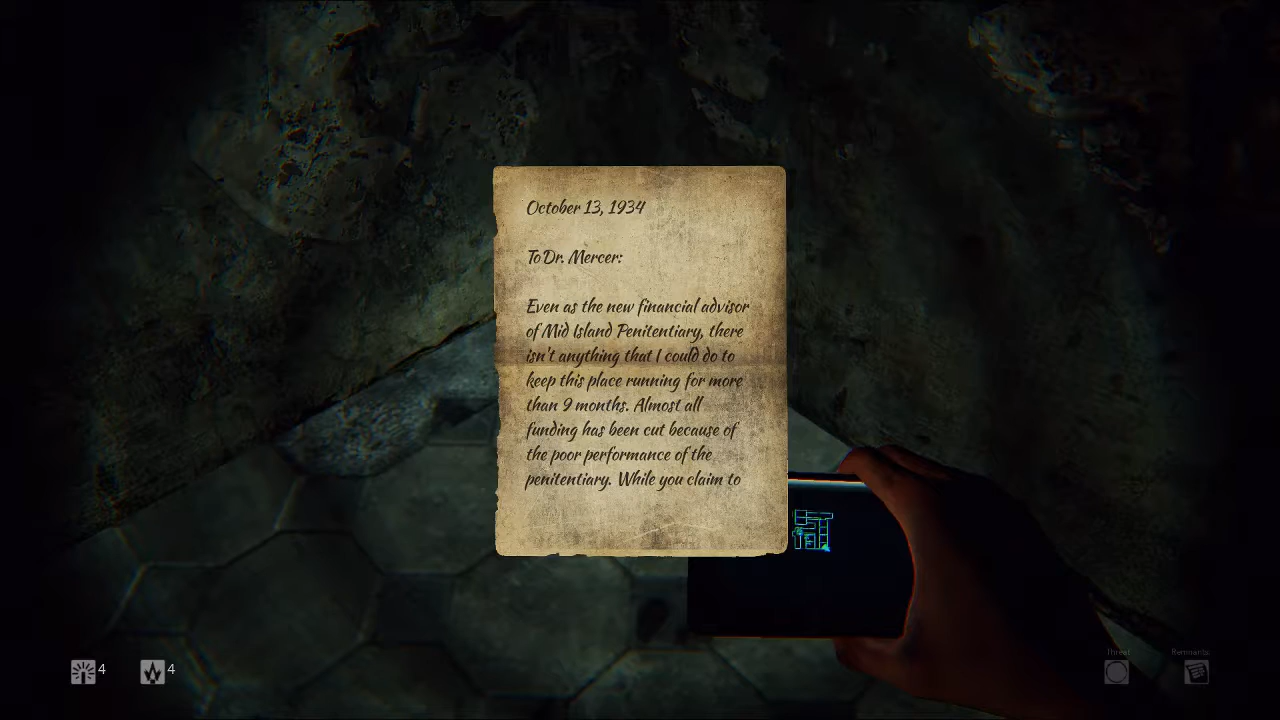 October 13, 1934
To Dr. Mercer:
Even as the new financial advisor
of Mid Island Penitentiary, there
isn't anything that I could do to
keep this place running for more
than 9 months. Almost all
funding has been cut because of
the poor performance of the
penitentiary. While you claim to
4
4
Threat
Remnants